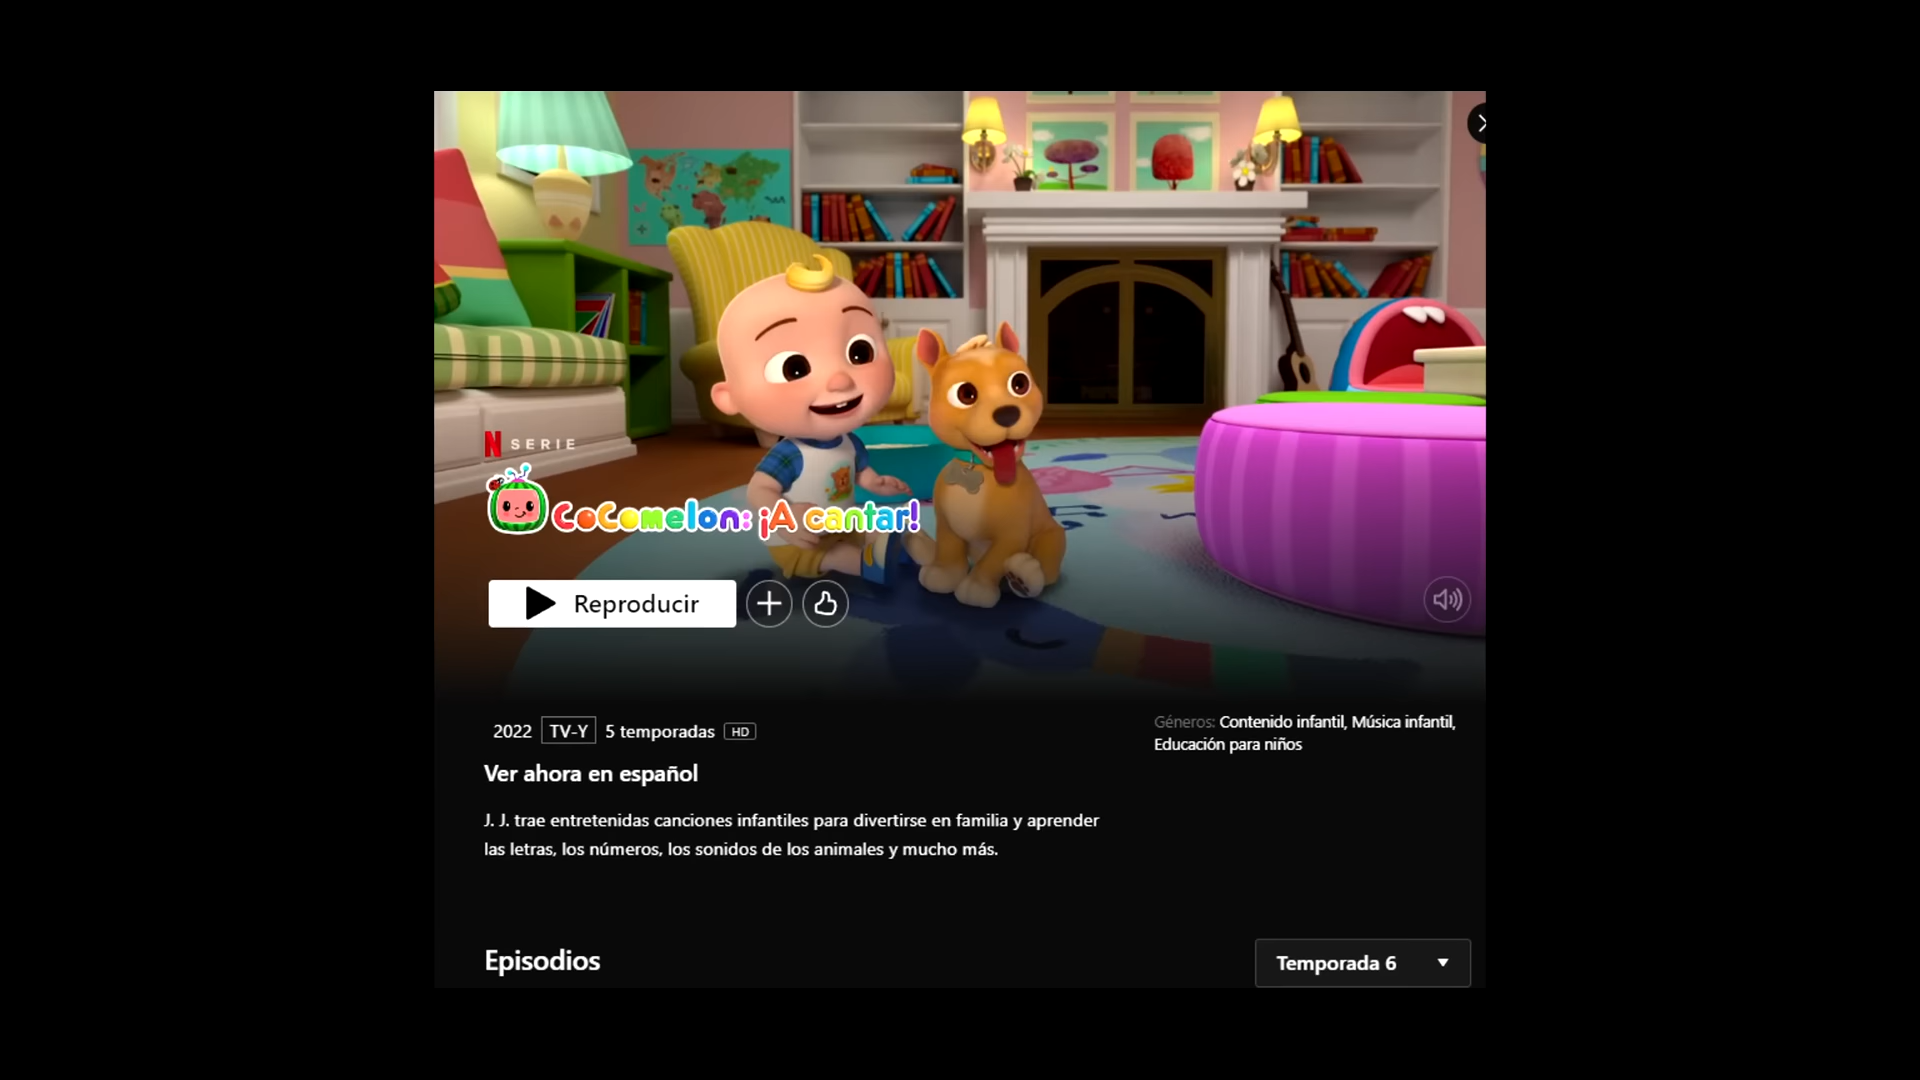 N SERIE
CoComelon: ¡A cantar!
Reproducir
2022 TV-Y 5 temporadas HD
Géneros: Contenido infantil, Música infantil,
Educación para niños
Ver ahora en español
J. J. trae entretenidas canciones infantiles para divertirse en familia y aprender
las letras, los números, los sonidos de los animales y mucho más.
Episodios
Temporada 6